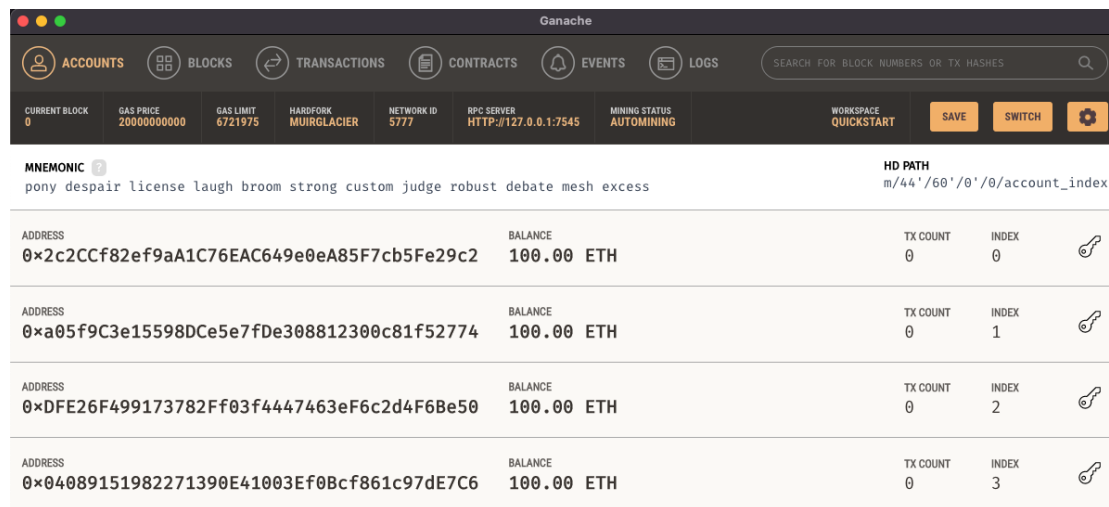 Ganache
ACCOUNTS BLOCKS TRANSACTIONS CONTRACTS EVENTS LOGS SEARCH FOR BLOCK NUMBERS OR TX HASHES
CURRENT BLOCK GAS PRICE GAS LIMIT HARDFORK NETWORK ID RPC SERVER MINING STATUS WORKSPACE
0 20000000000 6721975 MUIRGLACIER 5777 HTTP://127.0.0.1:7545 AUTOMINING QUICKSTART SAVE SWITCH
MNEMONIC ? HD PATH
pony despair license laugh broom strong custom judge robust debate mesh excess m/44'/60'/0'/0/account_index
ADDRESS BALANCE TX COUNT INDEX
0×2c2CCf82ef9aA1C76EAC649e0eA85F7cb5Fe29c2 100.00 ETH 0 0
ADDRESS BALANCE TX COUNT INDEX
0×a05f9C3e15598DCe5e7fDe308812300c81f52774 100.00 ETH 0 1
ADDRESS BALANCE TX COUNT INDEX
0×DFE26F499173782Ff03f4447463eF6c2d4F6Be50 100.00 ETH 0 2
ADDRESS BALANCE TX COUNT INDEX
0×04089151982271390E41003Ef0Bcf861c97dE7C6 100.00 ETH 0 3